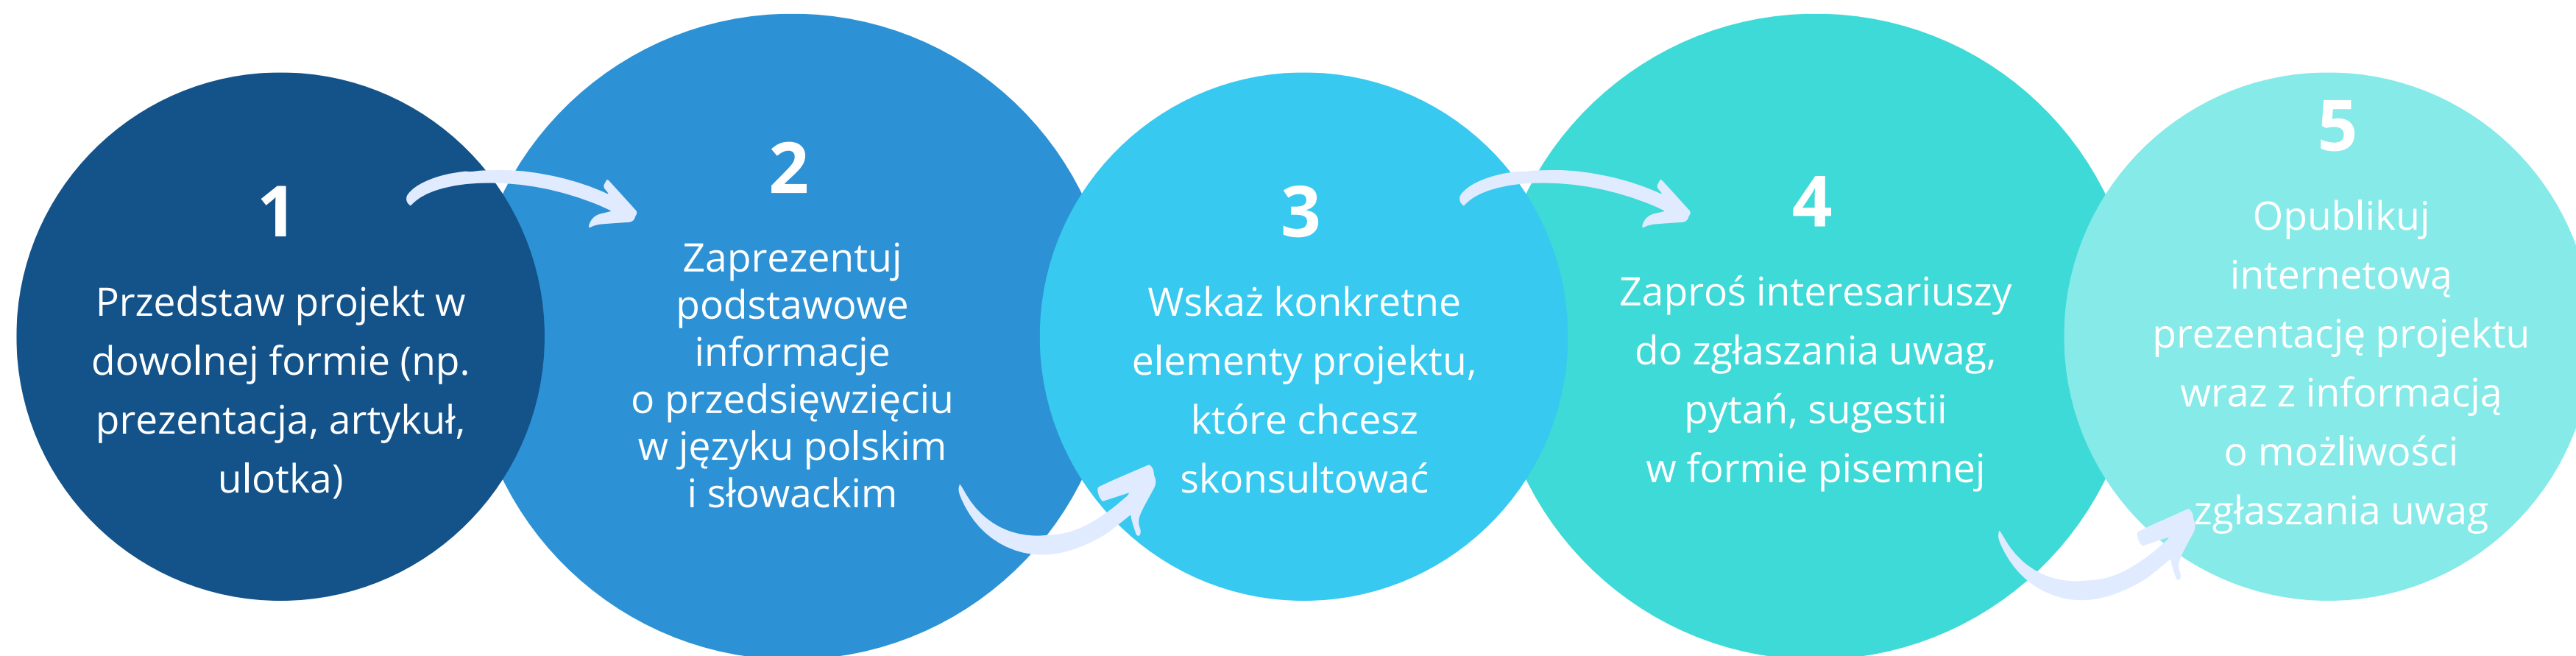 1
Przedstaw projekt w
dowolnej formie (np.
prezentacja, artykuł,
ulotka)
2
Zaprezentuj
podstawowe
informacje
o przedsięwzięciu
w języku polskim
i słowackim
3
Wskaż konkretne
elementy projektu,
które chcesz
skonsultować
4
Zaproś interesariuszy
do zgłaszania uwag,
pytań, sugestii
w formie pisemnej
5
Opublikuj
internetową
prezentację projektu
wraz z informacją
o możliwości
zgłaszania uwag